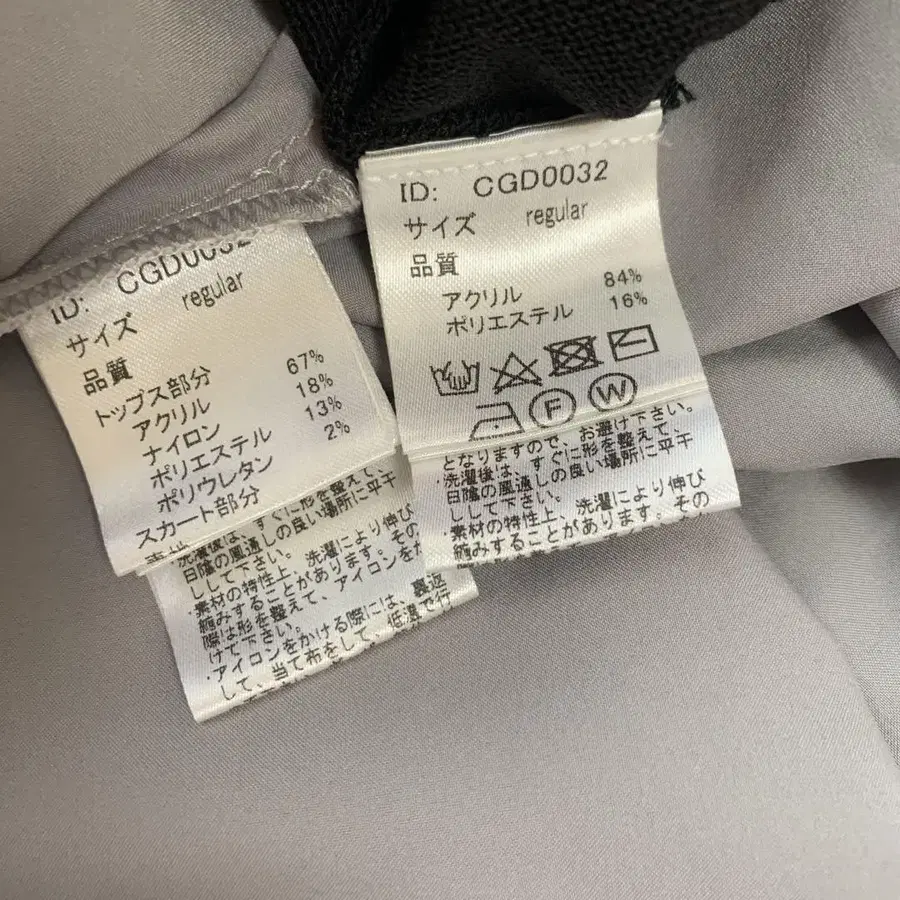 ID: CGD0032
サイズ regular
品質
トップス部分
アクリル 67%
ナイロン 18%
ポリエステル 13%
ポリウレタン 2%
スカート部分
・洗濯後は、すぐに形を整えて、
日陰の風通しの良い場所に平干
ししてください。
・素材の特性上、洗濯により伸び
縮みすることがあります。その
際は形を整えて、アイロンをか
けて下さい。
・アイロンをかける際には、裏返
して、当て布をして、低温で行
ID: CGD0032
サイズ regular
品質
アクリル 84%
ポリエステル 16%
F W
となりますので、お避け下さい。
・洗濯後は、すぐに形を整えて、
日陰の風通しの良い場所に平干
しして下さい。
・素材の特性上、洗濯により伸び
縮みすることがあります。その